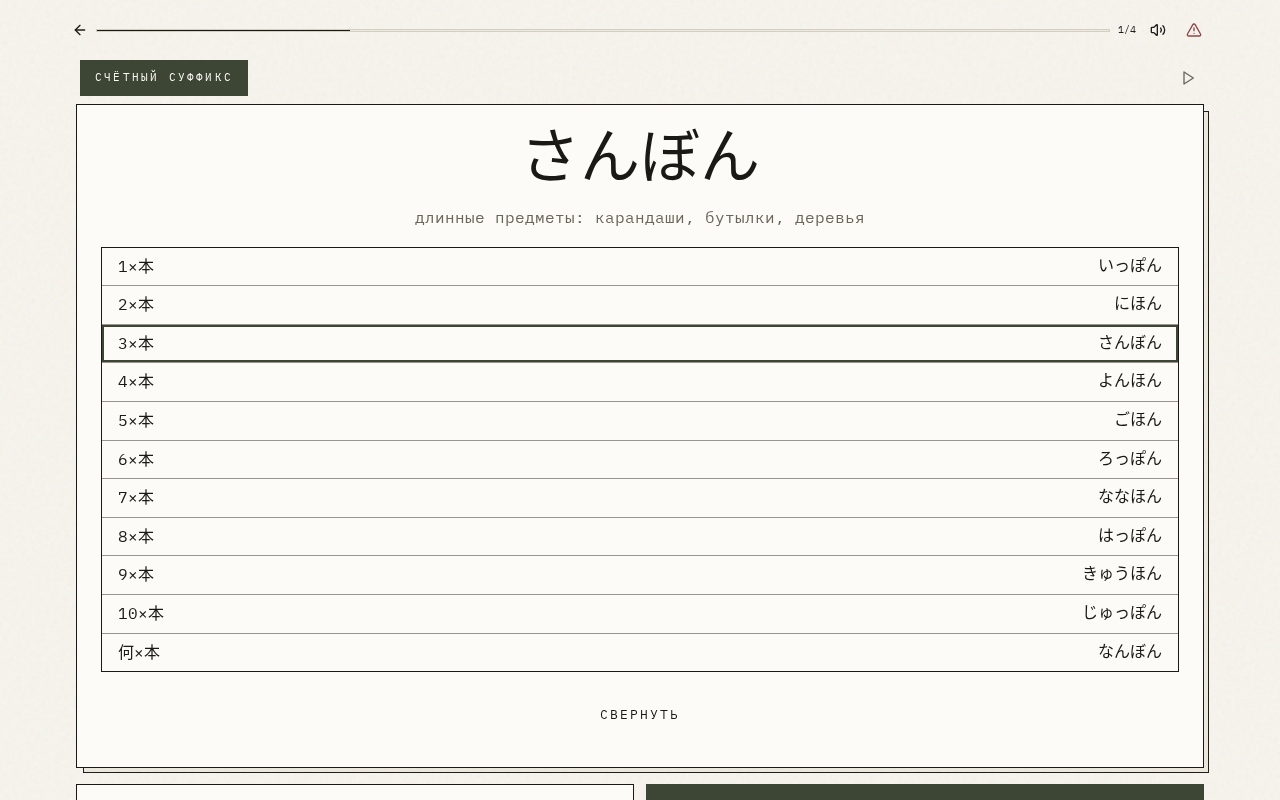 1/4
СЧЁТНЫЙ СУФФИКС
さんぼん
длинные предметы: карандаши, бутылки, деревья
1×本 いっぽん
2×本 にほん
3×本 さんぼん
4×本 よんほん
5×本 ごほん
6×本 ろっぽん
7×本 ななほん
8×本 はっぽん
9×本 きゅうほん
10×本 じゅっぽん
何×本 なんぼん
СВЕРНУТЬ